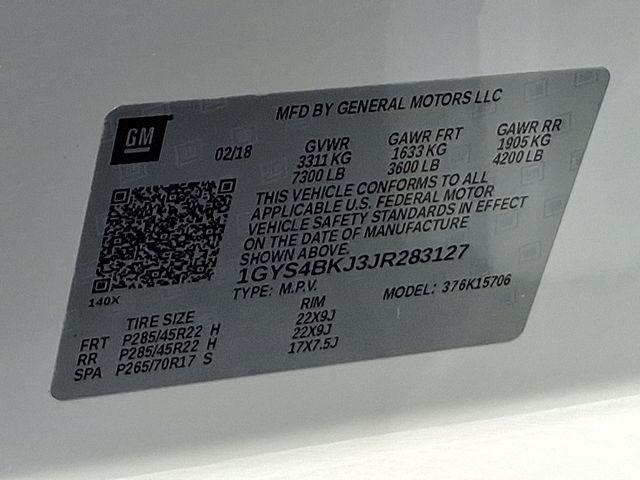 MFD BY GENERAL MOTORS LLC
GM
02/18 GVWR GAWR FRT GAWR RR
3311 KG 1633 KG 1905 KG
7300 LB 3600 LB 4200 LB
THIS VEHICLE CONFORMS TO ALL
APPLICABLE U.S. FEDERAL MOTOR
VEHICLE SAFETY STANDARDS IN EFFECT
ON THE DATE OF MANUFACTURE
SHOWN ABOVE.
1GYS4BKJ3JR283127
140X
TYPE: M.P.V. MODEL: 376K15706
TIRE SIZE RIM
FRT P285/45R22 H 22X9J
RR P285/45R22 H 22X9J
SPA P265/70R17 S 17X7.5J